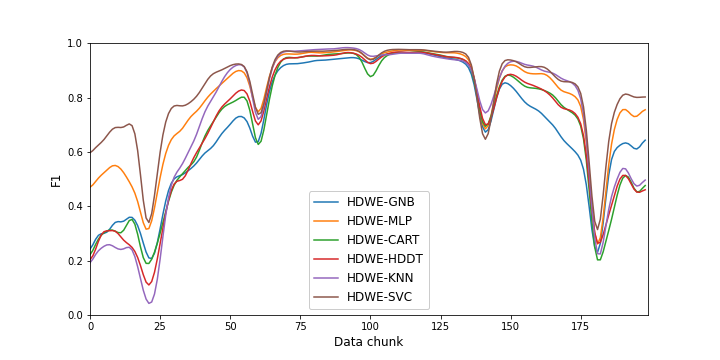 1.0
0.8
0.6
0.4
0.2
0.0
F1
HDWE-GNB
HDWE-MLP
HDWE-CART
HDWE-HDDT
HDWE-KNN
HDWE-SVC
0 25 50 75 100 125 150 175
Data chunk